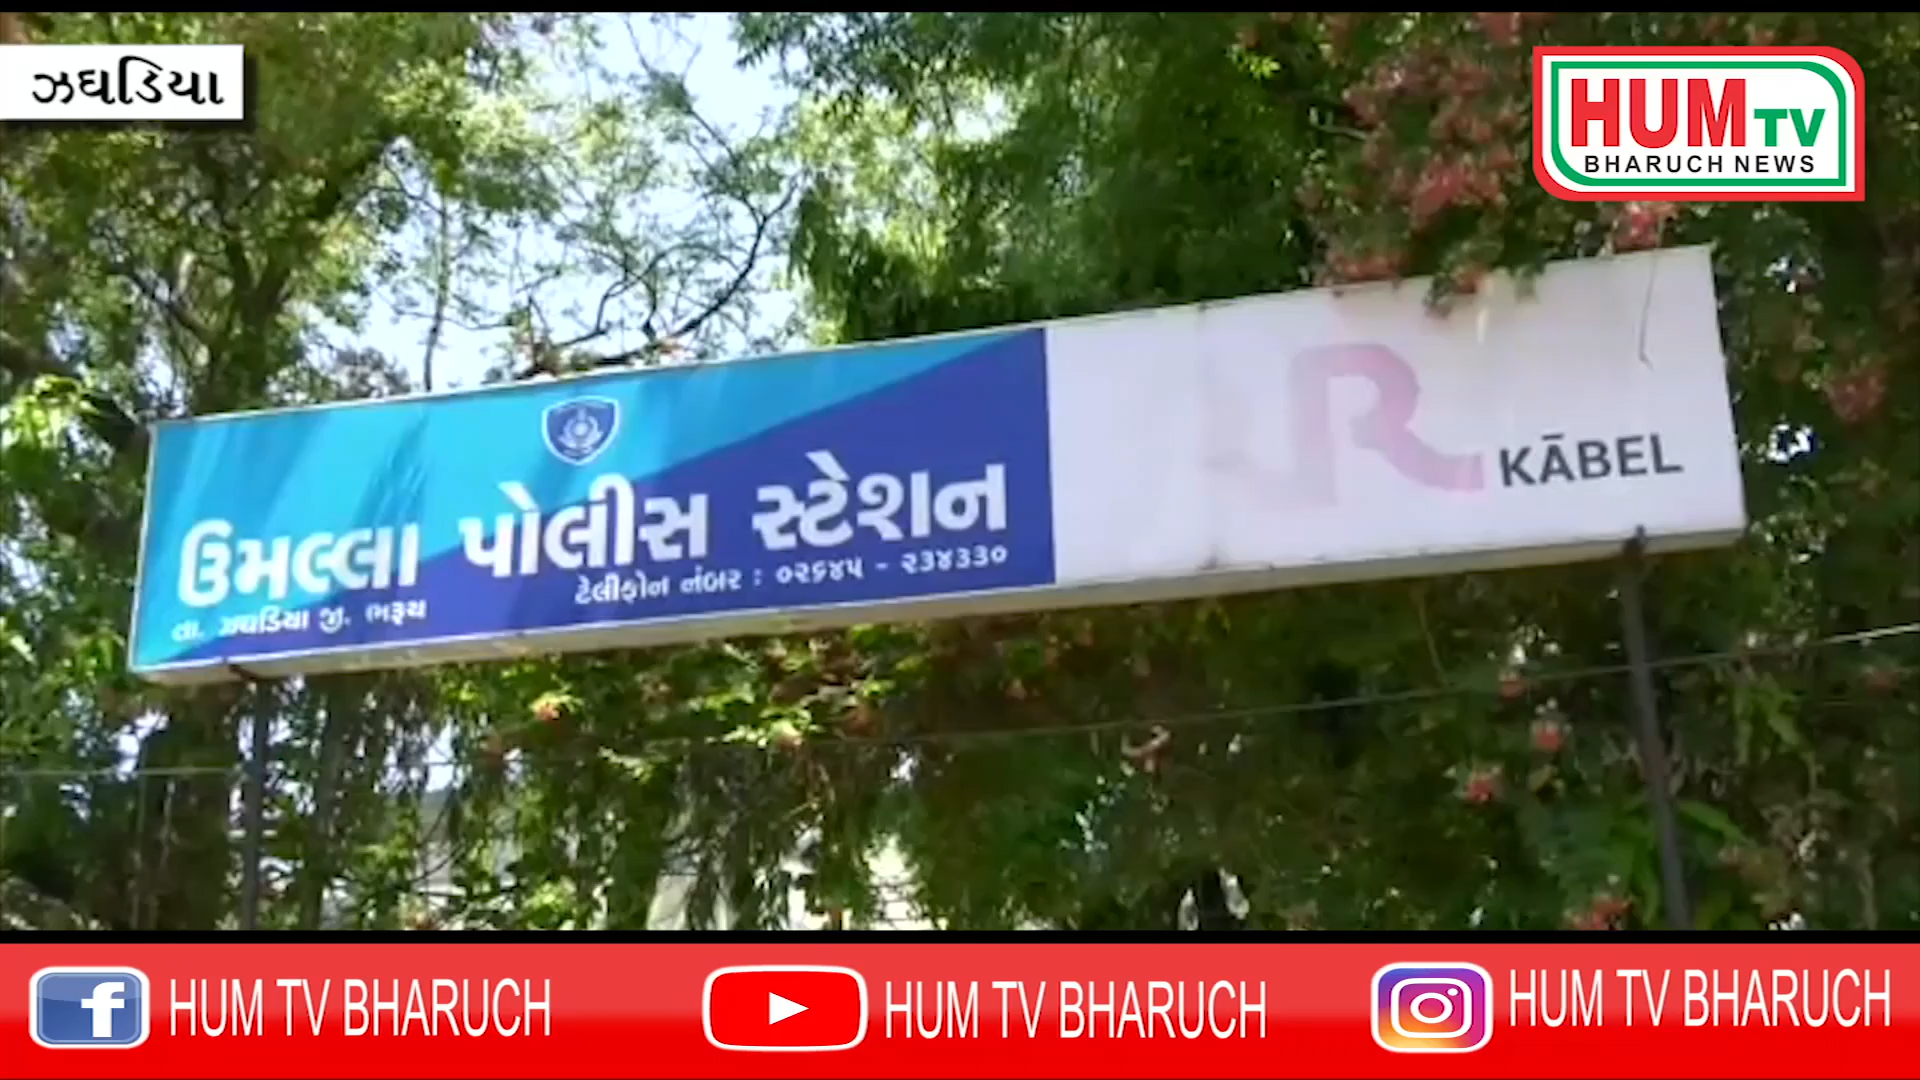 ઝઘડિયા
HUM TV
BHARUCH NEWS
ઉમલ્લા પોલીસ સ્ટેશન
તા. ઝઘડિયા જી. ભરૂચ
ટેલીફોન નંબર : ૦૨૬૪૫ - ૨૩૪૩૩૦
R KĀBEL
HUM TV BHARUCH
HUM TV BHARUCH
HUM TV BHARUCH